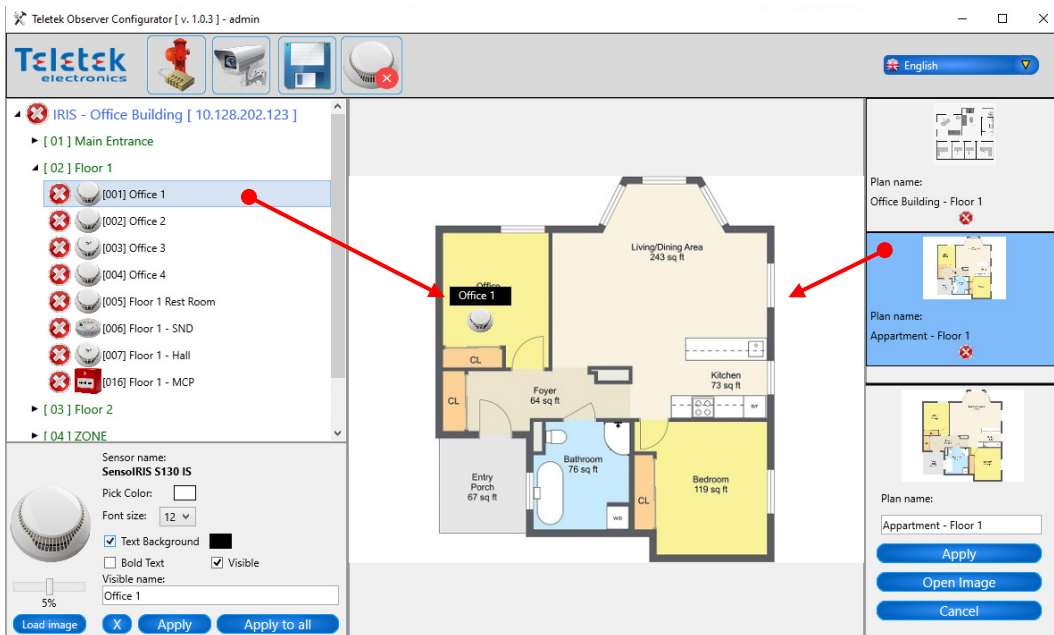 Teletek Observer Configurator [ v. 1.0.3 ] - admin
Teletek
electronics
English
IRIS - Office Building [ 10.128.202.123 ]
[ 01 ] Main Entrance
[ 02 ] Floor 1
[001] Office 1
[002] Office 2
[003] Office 3
[004] Office 4
[005] Floor 1 Rest Room
[006] Floor 1 - SND
[007] Floor 1 - Hall
[016] Floor 1 - MCP
[ 03 ] Floor 2
[ 04 ] ZONE
Sensor name:
SensoIRIS S130 IS
Pick Color:
Font size:
12
Text Background
Bold Text
Visible
Visible name:
Office 1
5%
Load image
X
Apply
Apply to all
Living/Dining Area
243 sq ft
Office
Office 1
CL
Kitchen
73 sq ft
Foyer
64 sq ft
CL
Bathroom
76 sq ft
Entry
Porch
67 sq ft
CL
Bedroom
119 sq ft
Plan name:
Office Building - Floor 1
Plan name:
Appartment - Floor 1
Plan name:
Appartment - Floor 1
Apply
Open Image
Cancel